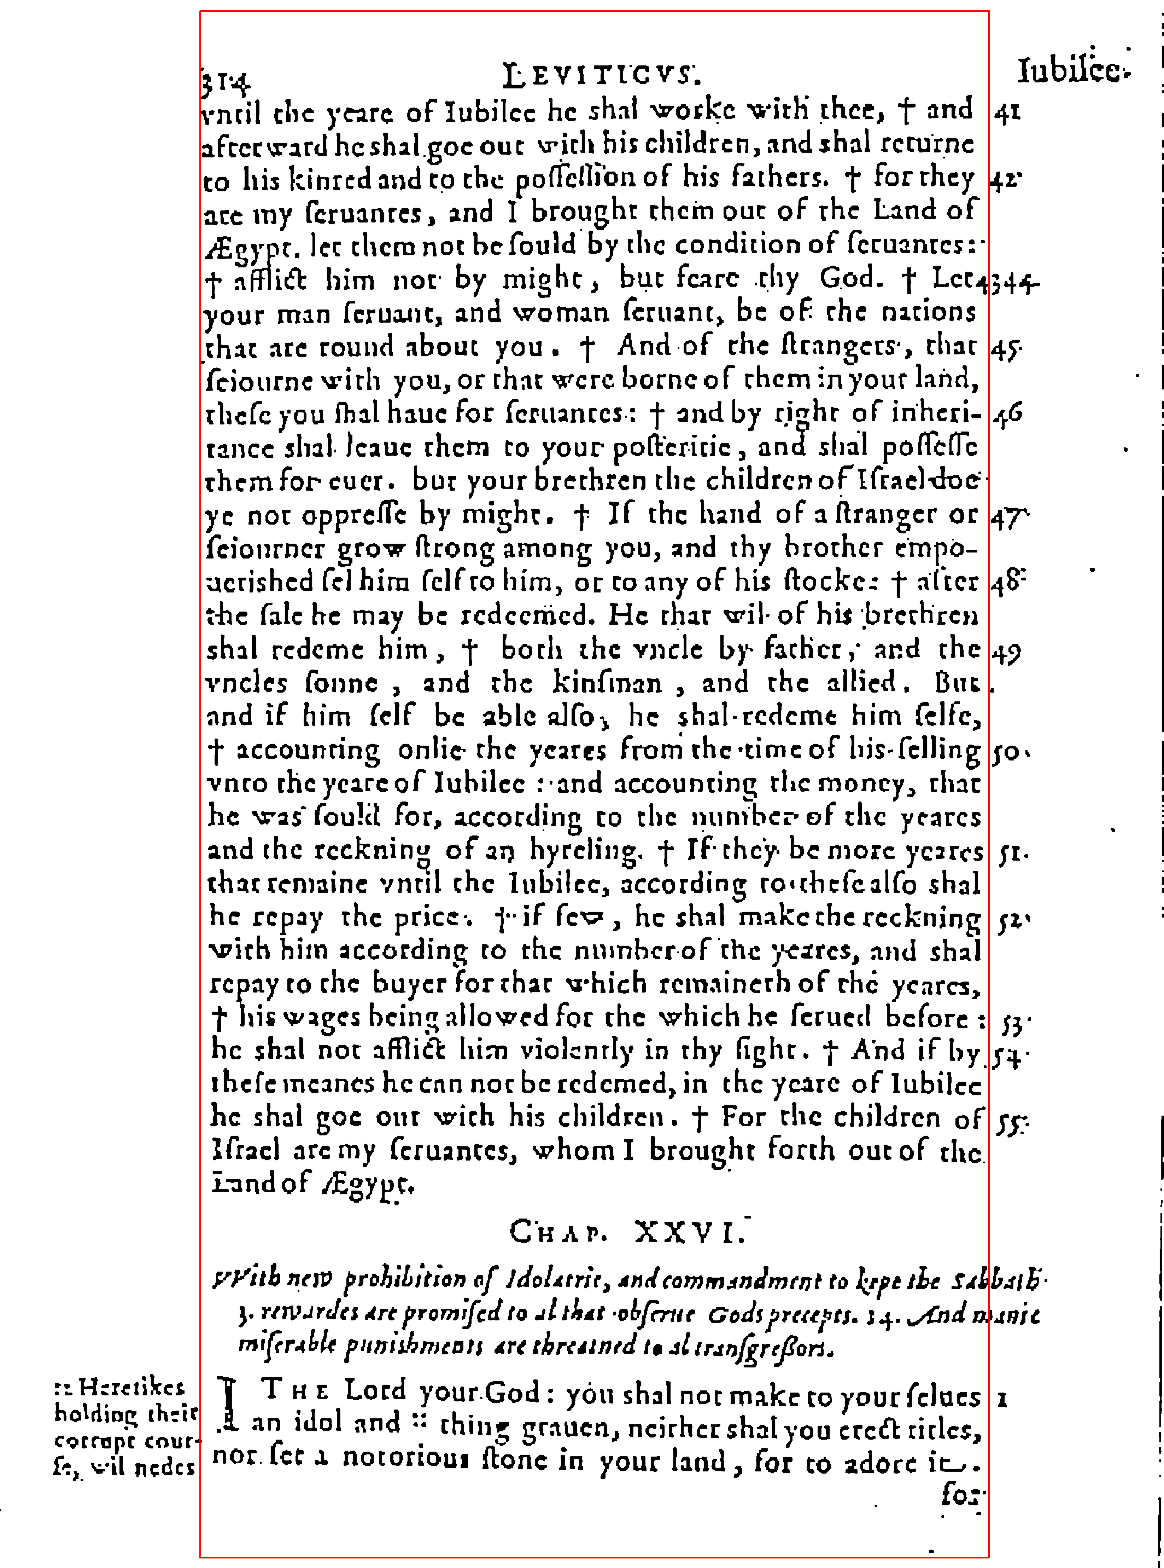 314 LEVITICVS. Iubilee.
vntil the yeare of Iubilee he shal worke with thee, † and 41
afterward he shal goe out with his children, and shal returne
to his kinred and to the possession of his fathers. † for they 42
are my seruantes, and I brought them out of the Land of
Ægypt. let them not be sould by the condition of seruantes:
† afflict him not by might, but feare thy God. † Let 43 44
your man seruant, and woman seruant, be of the nations
that are round about you. † And of the strangers, that 45
seiourne with you, or that were borne of them in your land,
these you shal haue for seruantes: † and by right of inheri-46
tance shal leaue them to your posteritie, and shal possesse
them for euer. but your brethren the children of Israel doe
ye not oppresse by might. † If the hand of a stranger or 47
seiourner grow strong among you, and thy brother empo-
uerished sel him self to him, or to any of his stocke: † after 48
the sale he may be redeemed. He that wil of his brethren
shal redeme him, † both the vncle by father, and the 49
vncles sonne, and the kinsman, and the allied. But
and if him self be able also, he shal redeme him selfe,
† accounting onlie the yeares from the time of his selling 50
vnto the yeare of Iubilee: and accounting the money, that
he was sould for, according to the number of the yeares
and the reckning of an hyreling. † If they be more yeares 51
that remaine vntil the Iubilee, according to these also shal
he repay the price. † if few, he shal make the reckning 52
with him according to the number of the yeares, and shal
repay to the buyer for that which remaineth of the yeares,
† his wages being allowed for the which he serued before: 53
he shal not afflict him violently in thy sight. † And if by 54
these meanes he can not be redemed, in the yeare of Iubilee
he shal goe out with his children. † For the children of 55
Israel are my seruantes, whom I brought forth out of the
Land of Ægypt.
CHAP. XXVI.
VVith new prohibition of Idolatrie, and commandment to kepe the Sabbath
3. rewardes are promised to al that obserue Gods precepts. 14. And manie
miserable punishments are threatned to al transgressors.
I THE Lord your God: you shal not make to your selues 1
an idol and :: thing grauen, neither shal you erect titles,
nor set a notorious stone in your land, for to adore it.
for
:: Heretikes
holding their
corrupt cour-
se, wil nedes